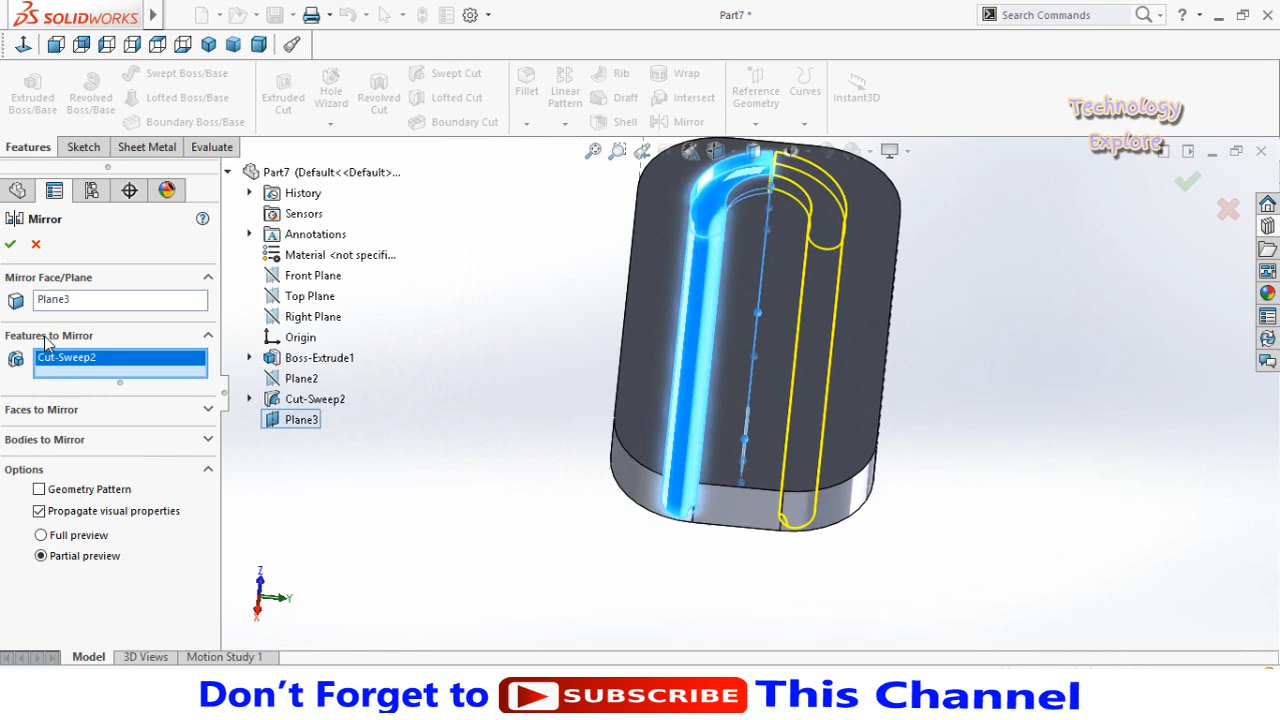 SOLIDWORKS
Part7 *
Search Commands
Extruded Boss/Base
Revolved Boss/Base
Swept Boss/Base
Lofted Boss/Base
Boundary Boss/Base
Extruded Cut
Hole Wizard
Revolved Cut
Swept Cut
Lofted Cut
Boundary Cut
Fillet
Linear Pattern
Rib
Draft
Shell
Wrap
Intersect
Mirror
Reference Geometry
Curves
Instant3D
Technology
Explore
Features
Sketch
Sheet Metal
Evaluate
Mirror
Mirror Face/Plane
Plane3
Features to Mirror
Cut-Sweep2
Faces to Mirror
Bodies to Mirror
Options
Geometry Pattern
Propagate visual properties
Full preview
Partial preview
Part7 (Default<<Default>...
History
Sensors
Annotations
Material <not specifi...
Front Plane
Top Plane
Right Plane
Origin
Boss-Extrude1
Plane2
Cut-Sweep2
Plane3
Z
Y
X
Model
3D Views
Motion Study 1
Don't Forget to SUBSCRIBE This Channel